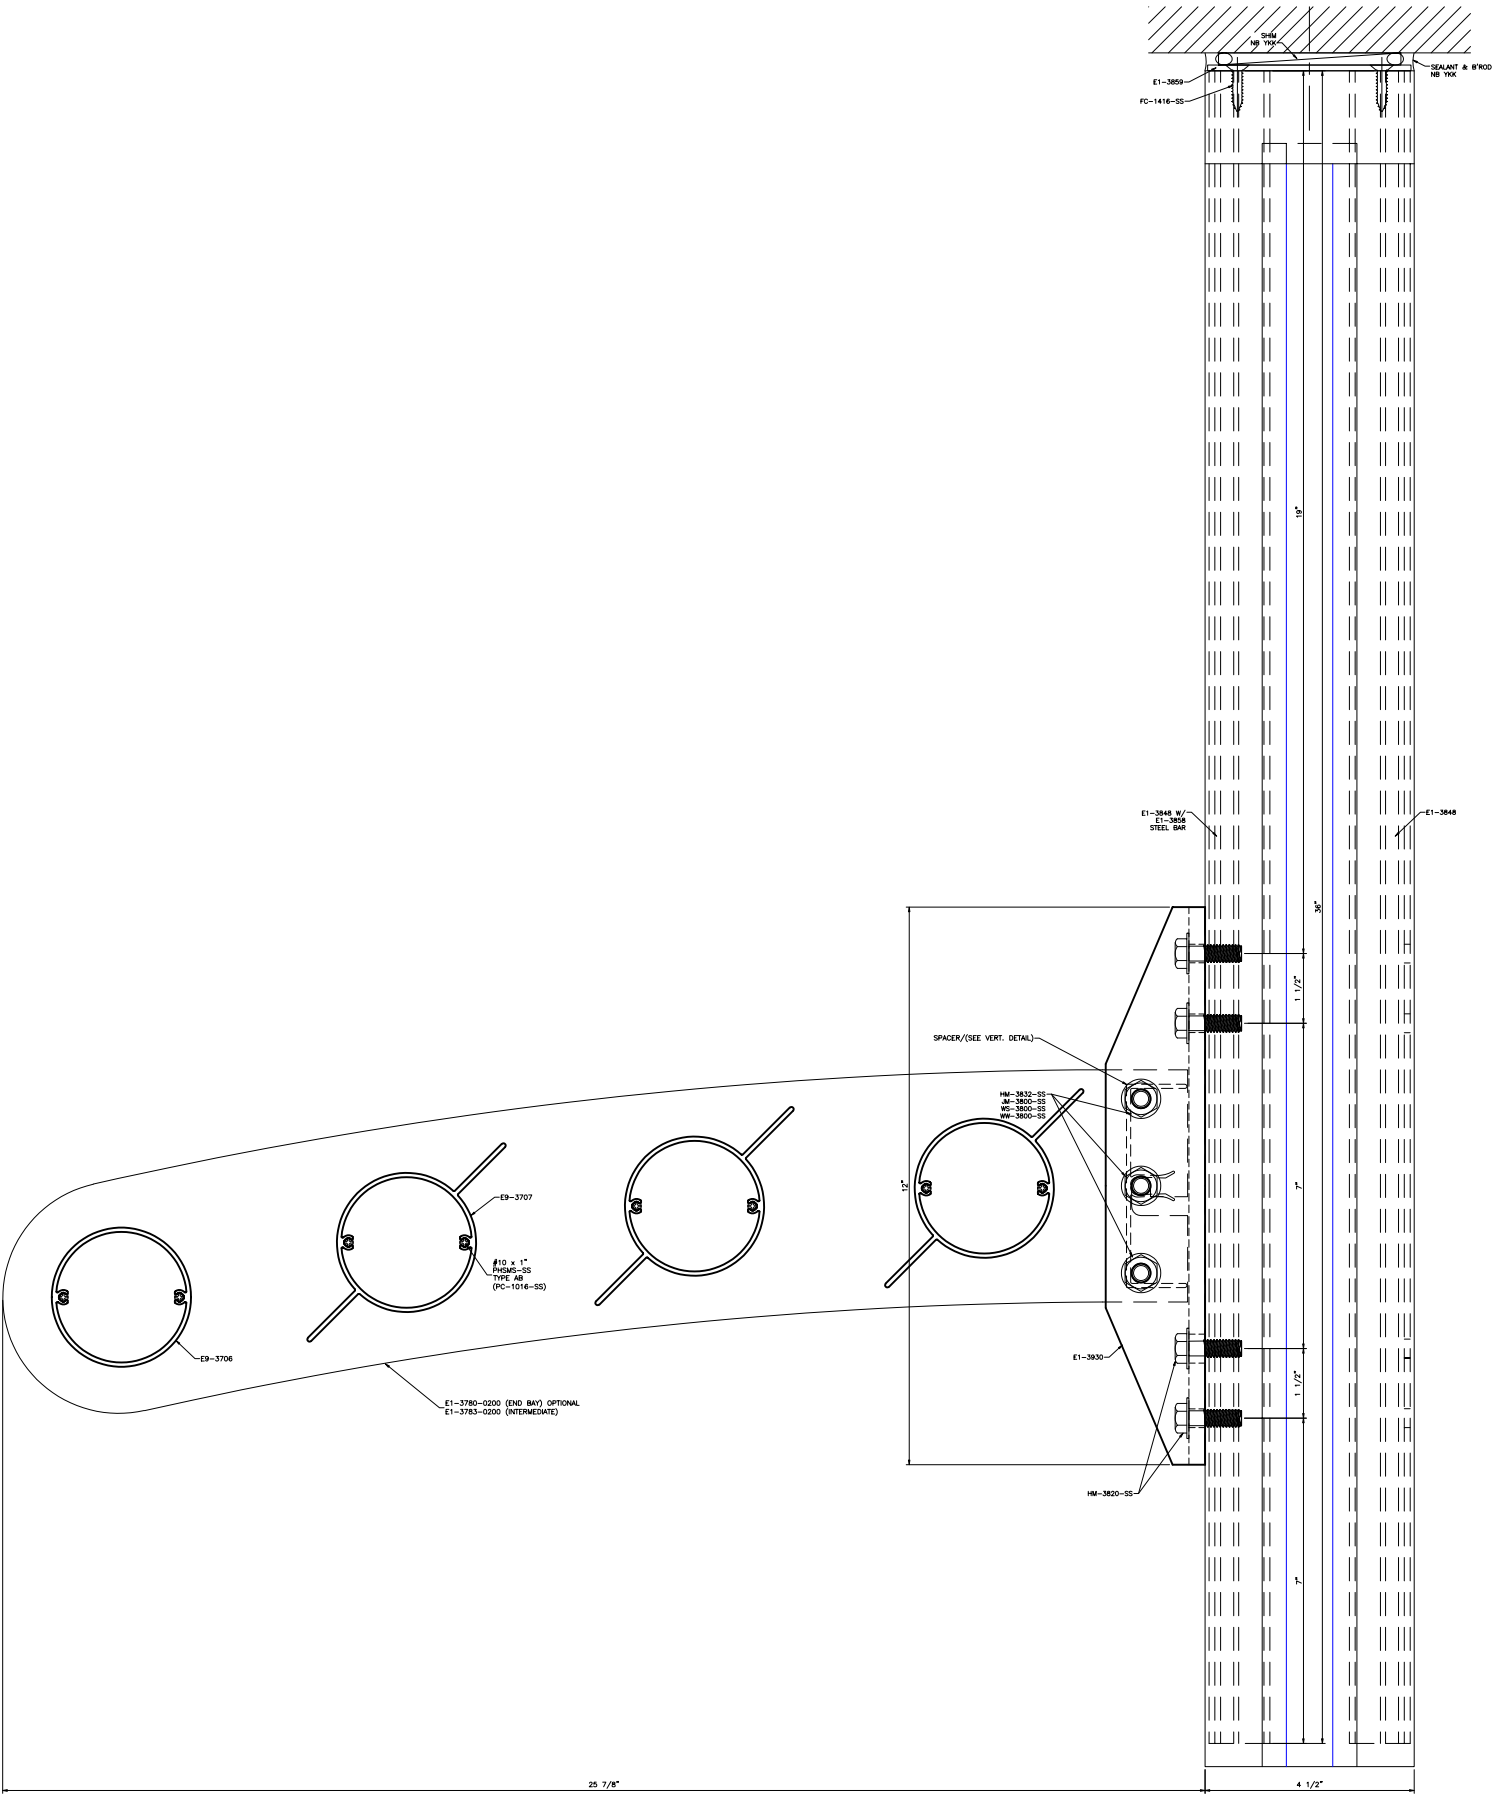 SHIM
NB YKK
SEALANT & B'ROD
NB YKK
E1-3859
FC-1416-SS
19"
E1-3848 W/
E1-3858
STEEL BAR
E1-3848
36"
1 1/2"
SPACER/(SEE VERT. DETAIL)
HM-3832-SS
JM-3800-SS
WS-3800-SS
WW-3800-SS
12"
7"
E9-3707
#10 x 1"
PHSMS-SS
TYPE AB
(PC-1016-SS)
E9-3706
E1-3930
1 1/2"
E1-3780-0200 (END BAY) OPTIONAL
E1-3783-0200 (INTERMEDIATE)
HM-3820-SS
7"
25 7/8"
4 1/2"